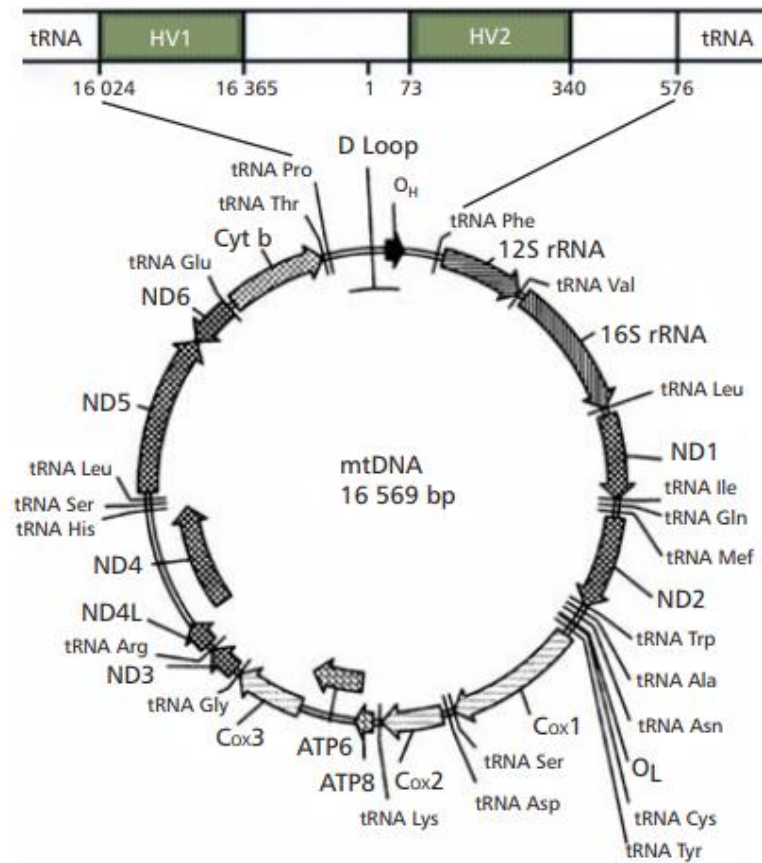 tRNA HV1 HV2 tRNA
16 024 16 365 1 73 340 576
D Loop
tRNA Pro
OH
tRNA Thr
tRNA Phe
Cyt b
12S rRNA
tRNA Glu
tRNA Val
ND6
16S rRNA
tRNA Leu
ND5
ND1
mtDNA
16 569 bp
tRNA Leu
tRNA Ser
tRNA His
tRNA Ile
tRNA Gln
tRNA Mef
ND4
ND2
ND4L
tRNA Arg
ND3
tRNA Trp
tRNA Ala
tRNA Gly
tRNA Asn
Cox3
ATP6
Cox1
ATP8
Cox2
tRNA Ser
OL
tRNA Lys
tRNA Asp
tRNA Cys
tRNA Tyr